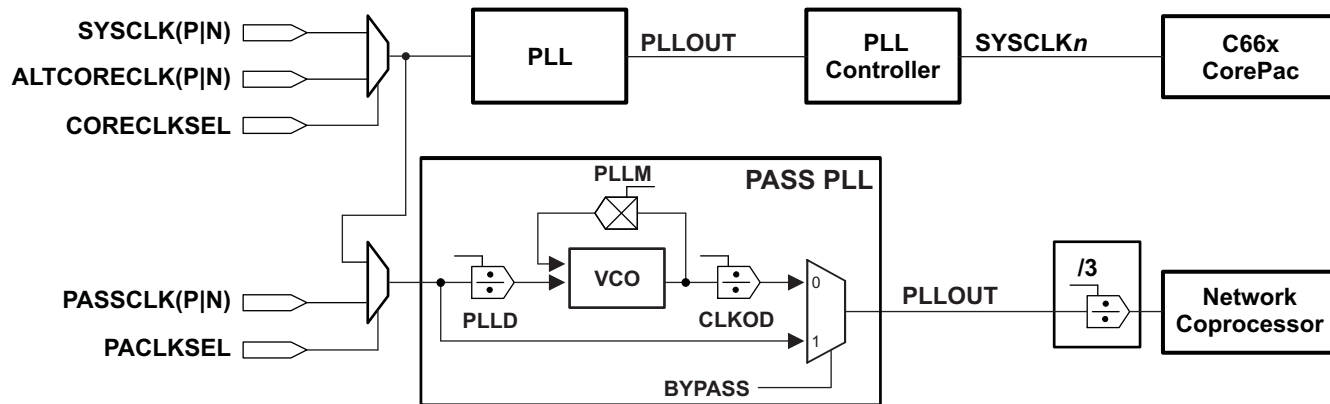 SYSCLK(P|N)
ALTCORECLK(P|N)
CORECLKSEL
PLL
PLLOUT
PLL
Controller
SYSCLKn
C66x
CorePac
PASS PLL
PLLM
VCO
PLLD
CLKOD
0
1
BYPASS
PASSCLK(P|N)
PACLKSEL
PLLOUT
/3
Network
Coprocessor